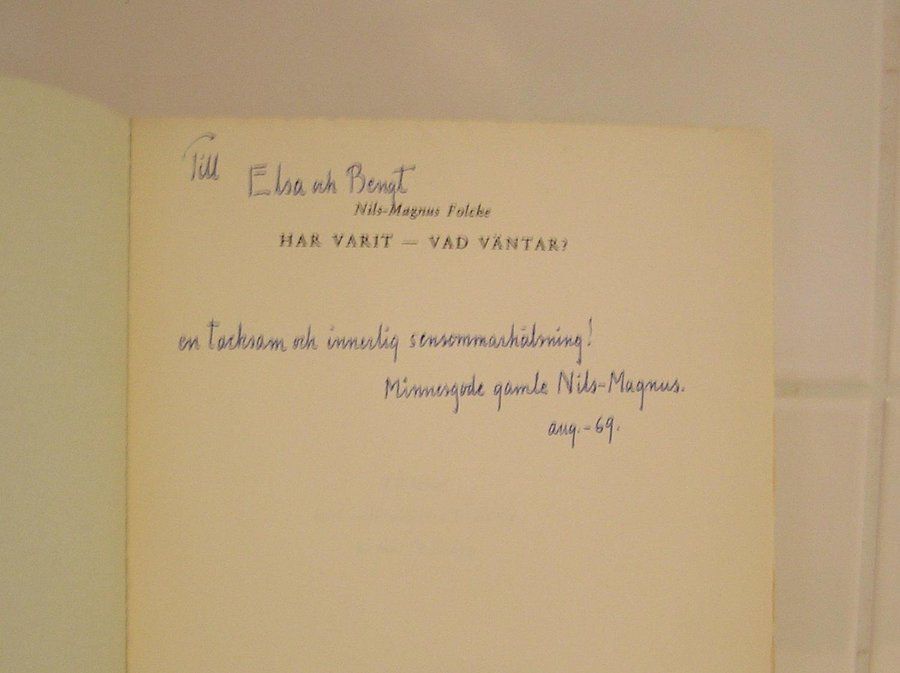 Till
Elsa och Bengt
Nils-Magnus Folcke
HAR VARIT — VAD VÄNTAR?
en tacksam och innerlig sensommarhälsning!
Minnesgode gamle Nils-Magnus.
aug.-69.